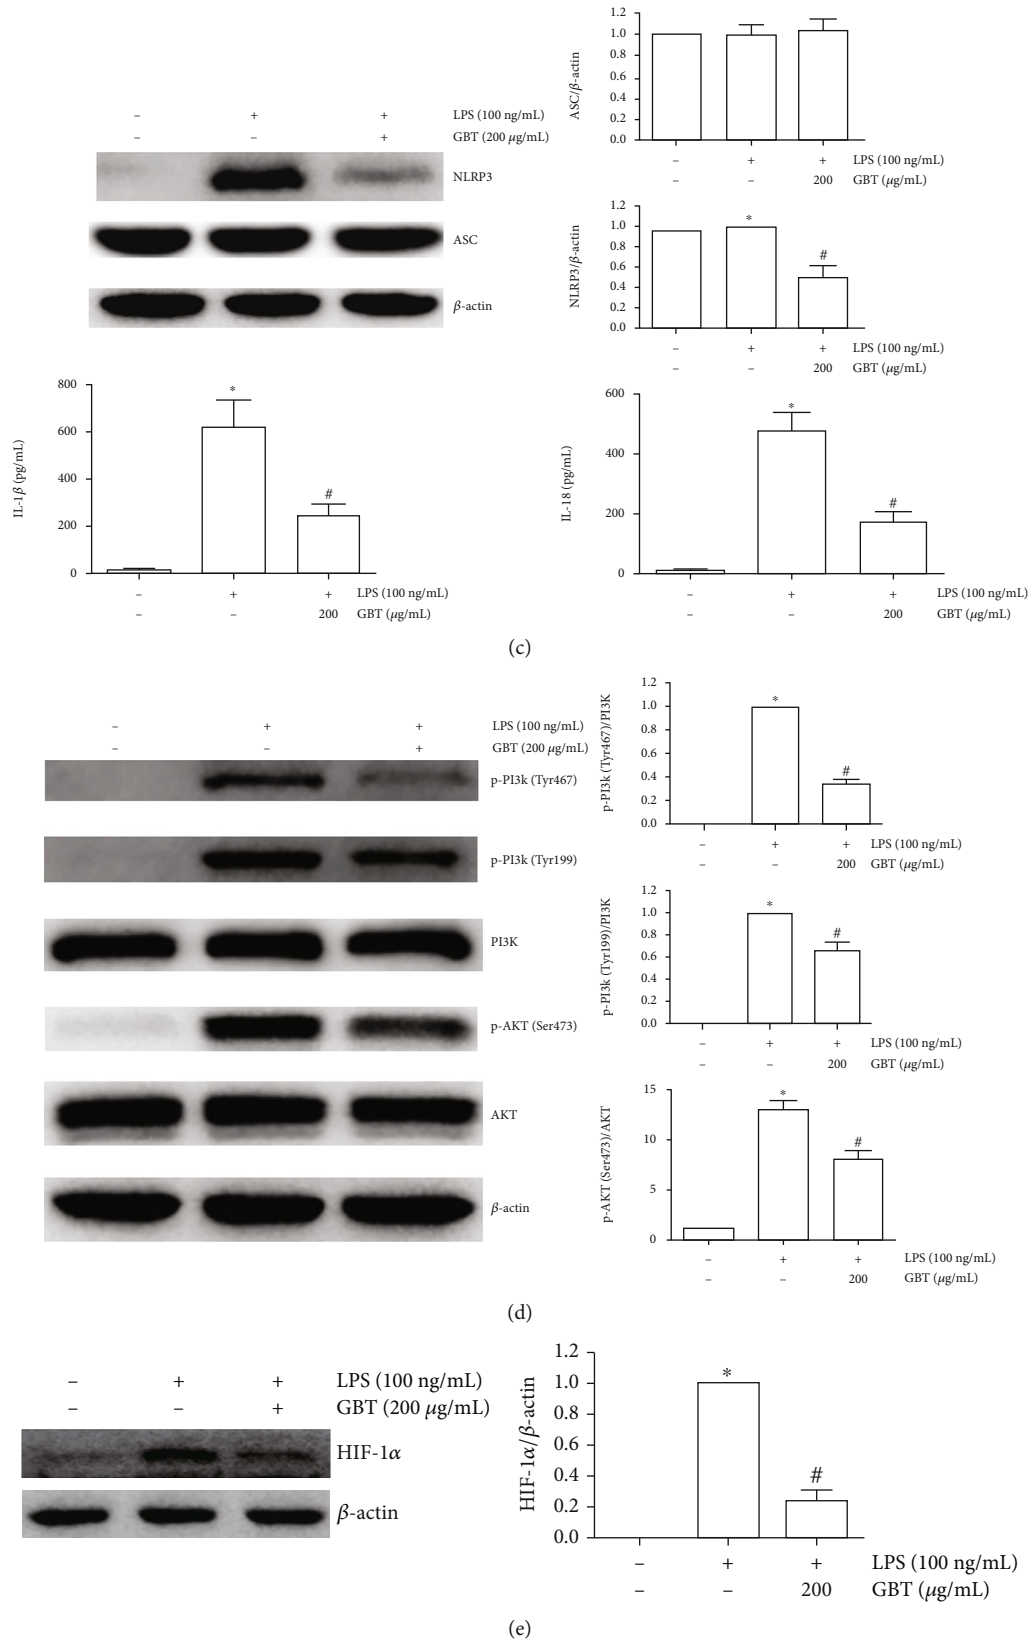 – + + LPS (100 ng/mL)
– – + GBT (200 μg/mL)
NLRP3
ASC
β-actin
ASC/β-actin
1.2
1.0
0.8
0.6
0.4
0.2
0.0
– + + LPS (100 ng/mL)
– – 200 GBT (μg/mL)
NLRP3/β-actin
1.2
1.0
0.8
0.6
0.4
0.2
0.0
*
#
– + + LPS (100 ng/mL)
– – 200 GBT (μg/mL)
IL-1β (pg/mL)
800
600
400
200
0
*
#
– + + LPS (100 ng/mL)
– – 200 GBT (μg/mL)
IL-18 (pg/mL)
600
400
200
0
*
#
– + + LPS (100 ng/mL)
– – 200 GBT (μg/mL)
(c)
– + + LPS (100 ng/mL)
– – + GBT (200 μg/mL)
p-PI3k (Tyr467)
p-PI3k (Tyr199)
PI3K
p-AKT (Ser473)
AKT
β-actin
p-PI3k (Tyr467)/PI3K
1.2
1.0
0.8
0.6
0.4
0.2
0.0
*
#
– + + LPS (100 ng/mL)
– – 200 GBT (μg/mL)
p-PI3k (Tyr199)/PI3K
1.2
1.0
0.8
0.6
0.4
0.2
0.0
*
#
– + + LPS (100 ng/mL)
– – 200 GBT (μg/mL)
p-AKT (Ser473)/AKT
15
10
5
0
*
#
– + + LPS (100 ng/mL)
– – 200 GBT (μg/mL)
(d)
– + + LPS (100 ng/mL)
– – + GBT (200 μg/mL)
HIF-1α
β-actin
HIF-1α/β-actin
1.2
1.0
0.8
0.6
0.4
0.2
0.0
*
#
– + + LPS (100 ng/mL)
– – 200 GBT (μg/mL)
(e)